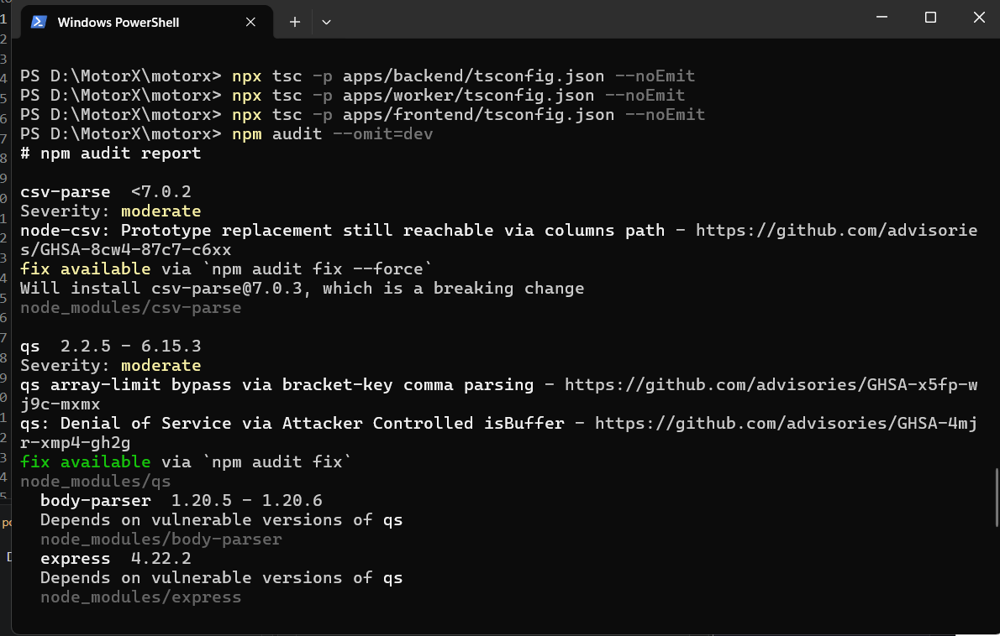 Windows PowerShell
PS D:\MotorX\motorx> npx tsc -p apps/backend/tsconfig.json --noEmit
PS D:\MotorX\motorx> npx tsc -p apps/worker/tsconfig.json --noEmit
PS D:\MotorX\motorx> npx tsc -p apps/frontend/tsconfig.json --noEmit
PS D:\MotorX\motorx> npm audit --omit=dev
# npm audit report
csv-parse  <7.0.2
Severity: moderate
node-csv: Prototype replacement still reachable via columns path - https://github.com/advisorie
s/GHSA-8cw4-87c7-c6xx
fix available via `npm audit fix --force`
Will install csv-parse@7.0.3, which is a breaking change
node_modules/csv-parse
qs  2.2.5 - 6.15.3
Severity: moderate
qs array-limit bypass via bracket-key comma parsing - https://github.com/advisories/GHSA-x5fp-w
j9c-mxmx
qs: Denial of Service via Attacker Controlled isBuffer - https://github.com/advisories/GHSA-4mj
r-xmp4-gh2g
fix available via `npm audit fix`
node_modules/qs
  body-parser  1.20.5 - 1.20.6
  Depends on vulnerable versions of qs
  node_modules/body-parser
  express  4.22.2
  Depends on vulnerable versions of qs
  node_modules/express